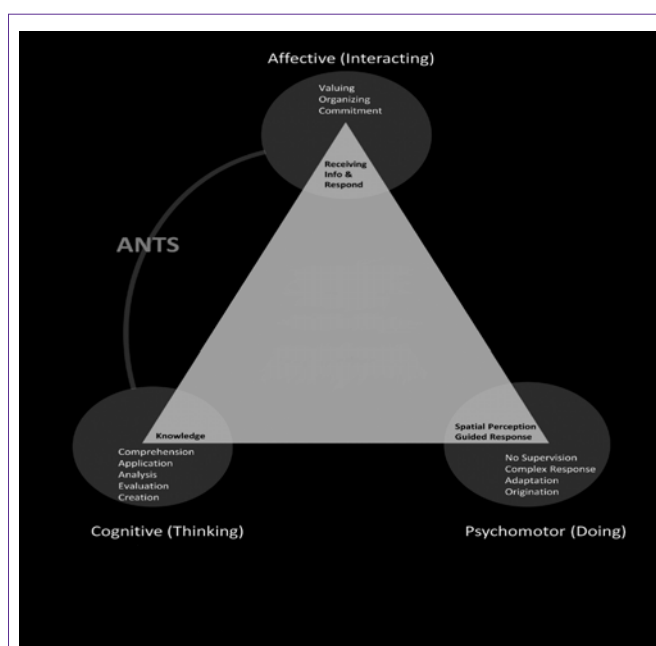 Affective (Interacting)
Valuing
Organizing
Commitment
Receiving
Info &
Respond
ANTS
Knowledge
Comprehension
Application
Analysis
Evaluation
Creation
Cognitive (Thinking)
Spatial Perception
Guided Response
No Supervision
Complex Response
Adaptation
Origination
Psychomotor (Doing)